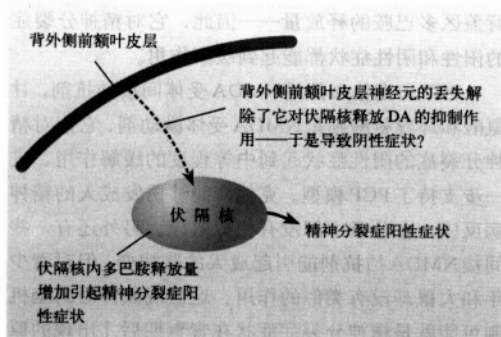 背外侧前额叶皮层
背外侧前额叶皮层神经元的丢失解
除了它对伏隔核释放 DA 的抑制作
用——于是导致阴性症状?
伏 隔 核
精神分裂症阳性症状
伏隔核内多巴胺释放量
增加引起精神分裂症阳
性症状